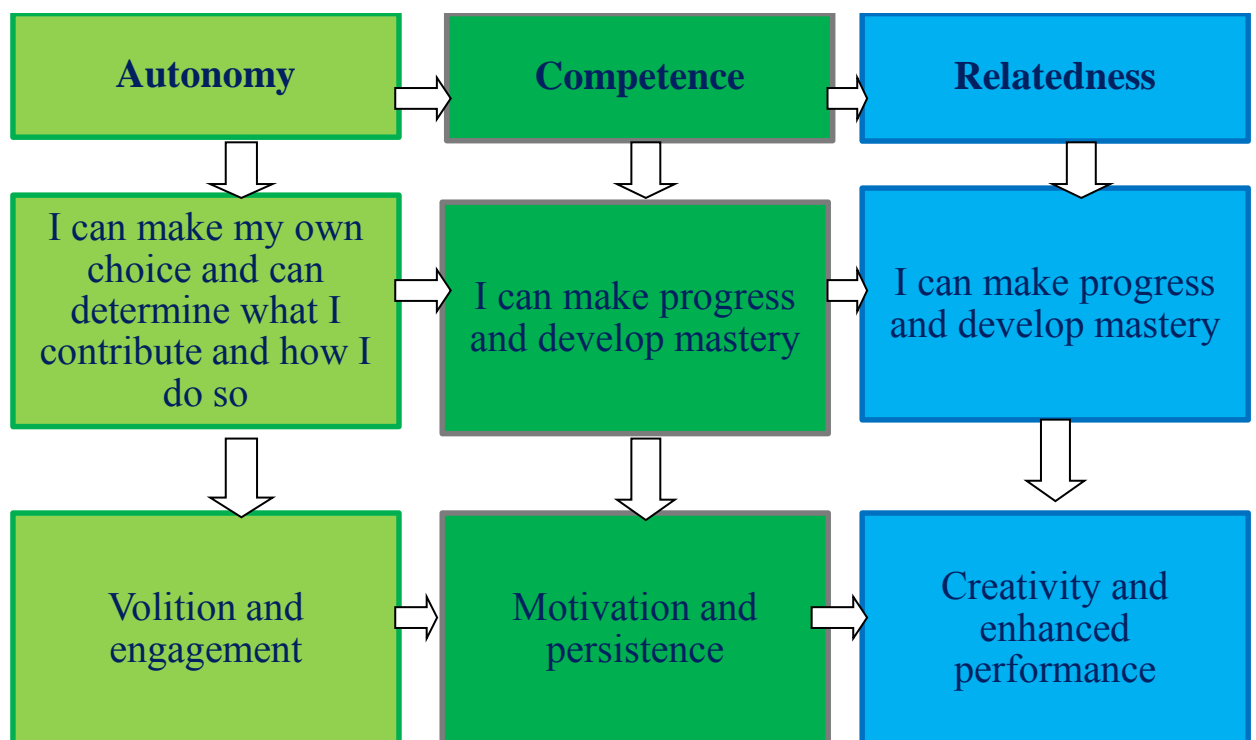 Autonomy
Competence
Relatedness
I can make my own
choice and can
determine what I
contribute and how I
do so
I can make progress
and develop mastery
I can make progress
and develop mastery
Volition and
engagement
Motivation and
persistence
Creativity and
enhanced
performance